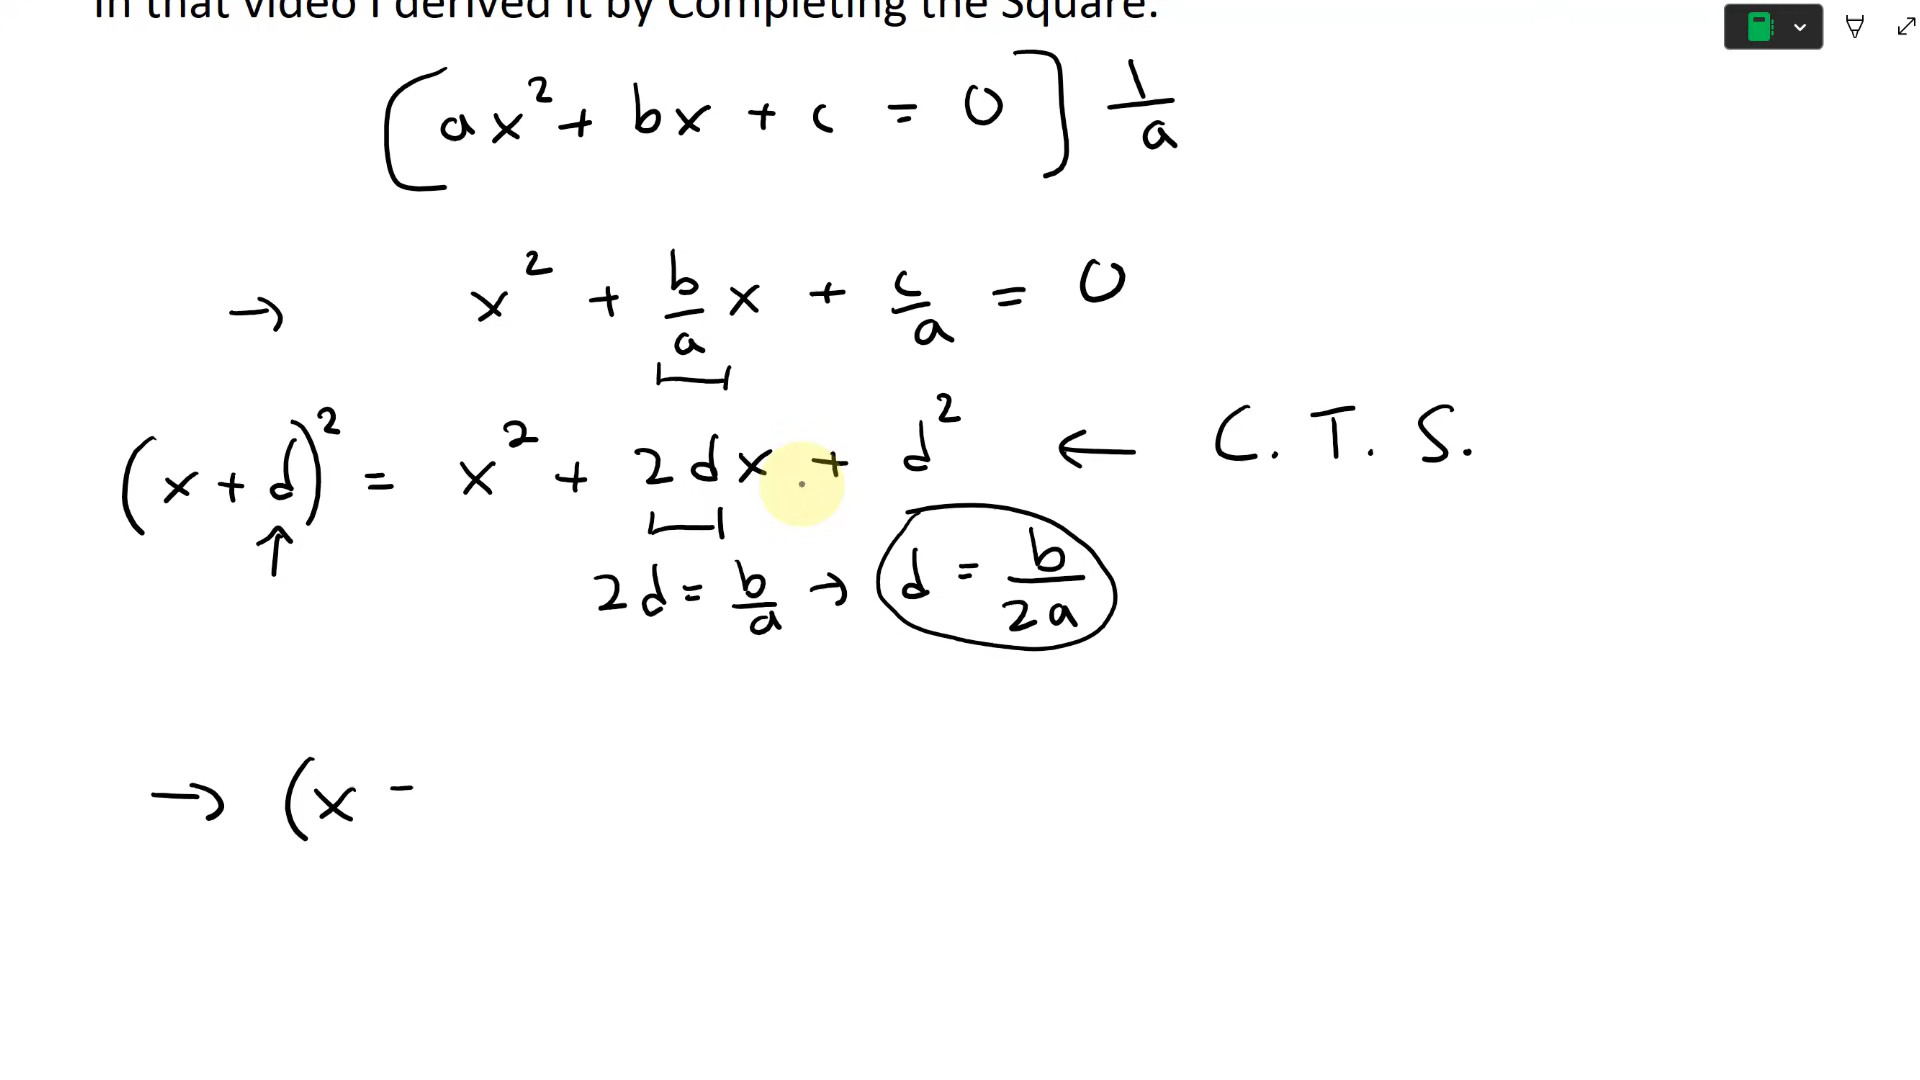 In that video I derived it by Completing the Square.
[ax² + bx + c = 0] 1/a
→ x² + b/a x + c/a = 0
(x + d)² = x² + 2dx + d² ← C. T. S.
↑
2d = b/a → d = b/2a
→ (x -